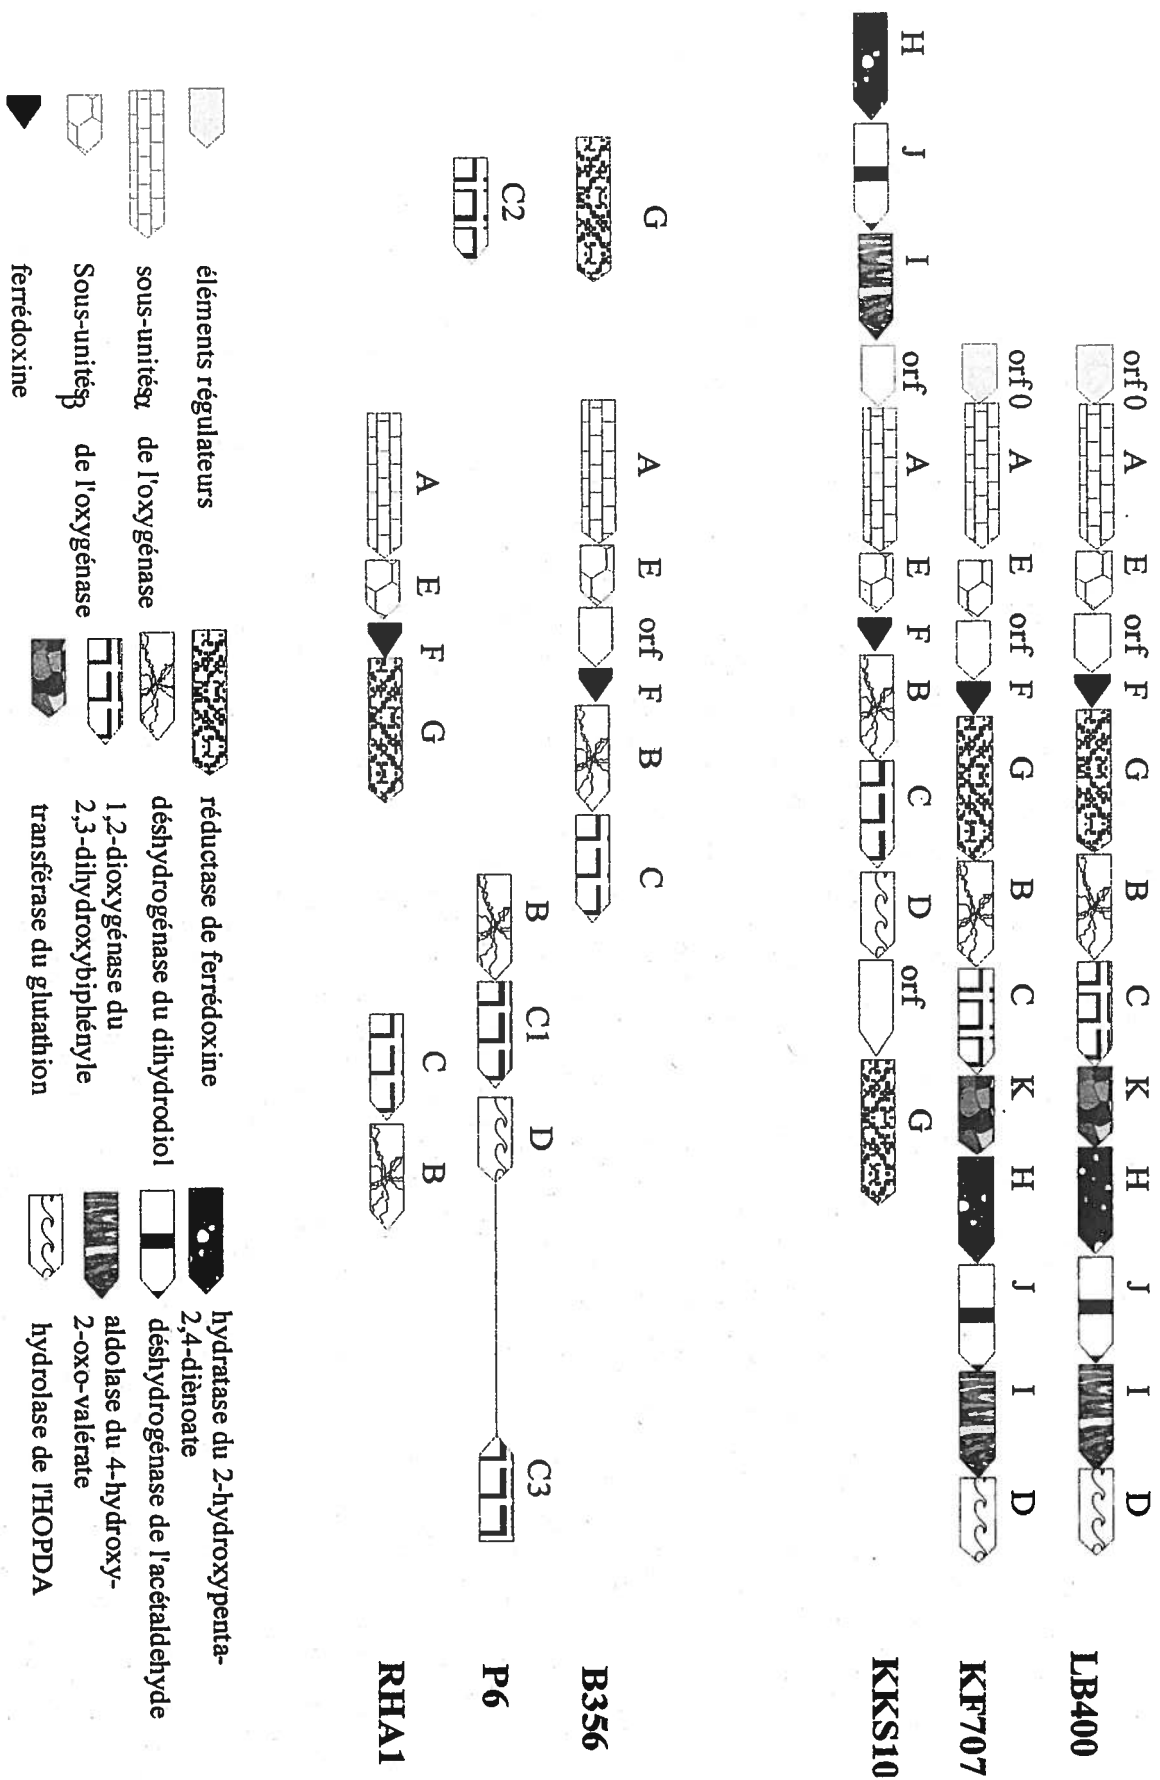 orf0 A E orf F G B C K H J I D LB400
orf0 A E orf F G B C K H J I D KF707
H J I orf A E F B C D orf G KKS10
G A E orf F B C B356
C2 B C1 D C3 P6
A E F G C B RHA1
éléments régulateurs
sous-unités α de l'oxygénase
Sous-unités β de l'oxygénase
ferrédoxine
réductase de ferrédoxine
déshydrogénase du dihydrodiol
1,2-dioxygénase du
2,3-dihydroxybiphényle
transférase du glutathion
hydratase du 2-hydroxypenta-
2,4-diènoate
déshydrogénase de l'acétaldehyde
aldolase du 4-hydroxy-
2-oxo-valérate
hydrolase de l'HOPDA